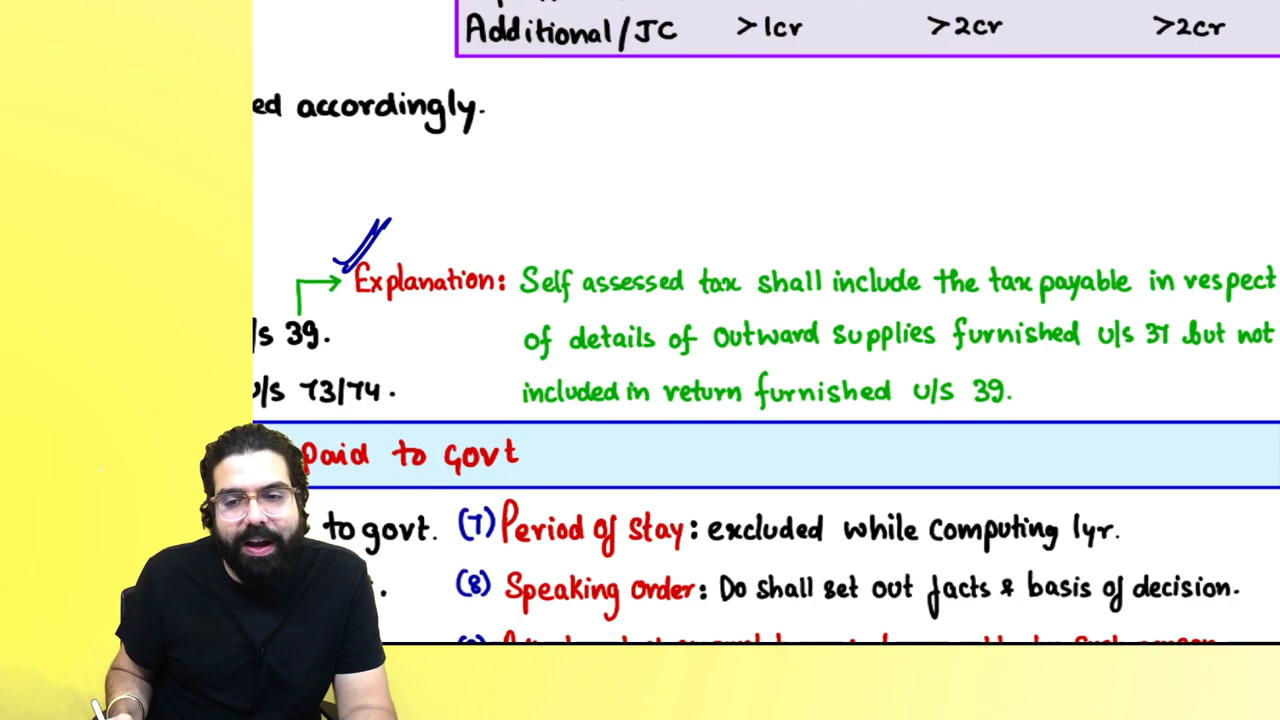 Additional/JC >1cr >2cr >2cr
ed accordingly.
Explanation: Self assessed tax shall include the tax payable in respect
of details of outward supplies furnished u/s 37 but not
/s 39.
included in return furnished u/s 39.
u/s 73/74.
paid to Govt
to govt. (7) Period of stay: excluded while computing 1yr.
(8) Speaking order: Do shall set out facts & basis of decision.